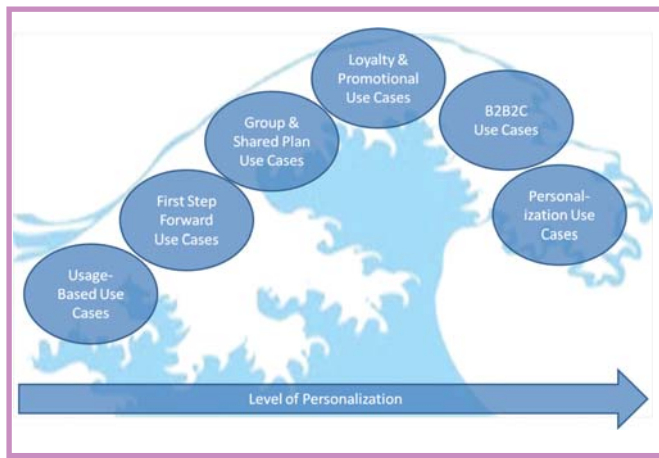 Loyalty &
Promotional
Use Cases
Group &
Shared Plan
Use Cases
B2B2C
Use Cases
First Step
Forward
Use Cases
Personal-
ization Use
Cases
Usage-
Based Use
Cases
Level of Personalization